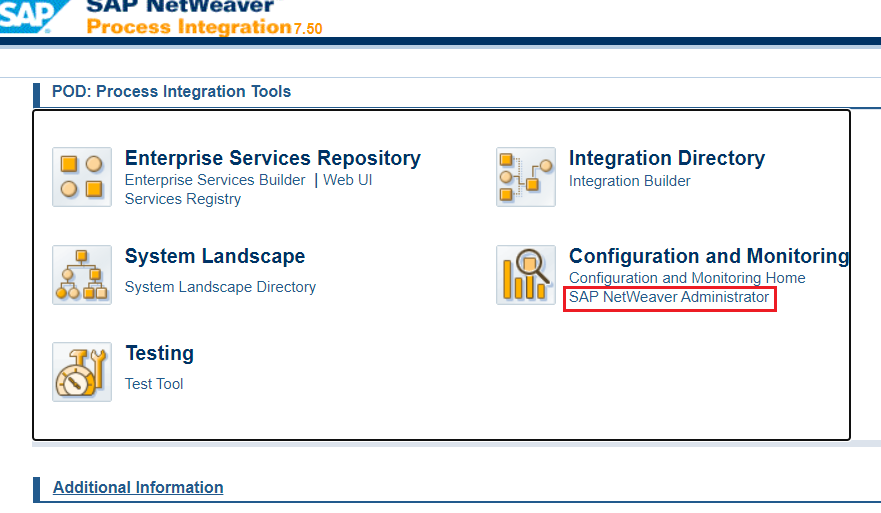 SAP
SAP NetWeaver
Process Integration 7.50
POD: Process Integration Tools
Enterprise Services Repository
Enterprise Services Builder | Web UI
Services Registry
Integration Directory
Integration Builder
System Landscape
System Landscape Directory
Configuration and Monitoring
Configuration and Monitoring Home
SAP NetWeaver Administrator
Testing
Test Tool
Additional Information